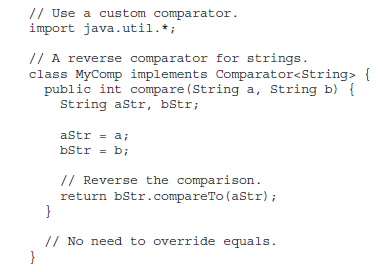 // Use a custom comparator.
import java.util.*;
// A reverse comparator for strings.
class MyComp implements Comparator<String> {
public int compare(String a, String b) {
String aStr, bStr;
aStr = a;
bStr = b;
// Reverse the comparison.
return bStr.compareTo(aStr);
}
// No need to override equals.
}